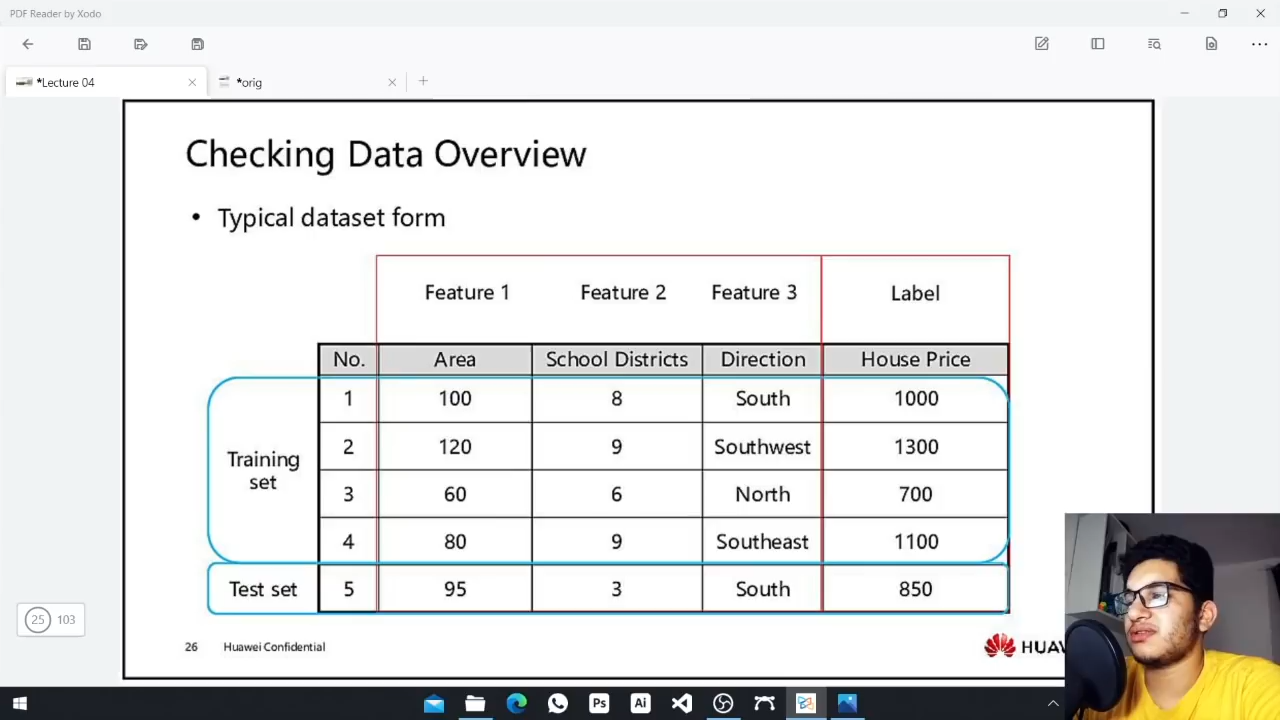 PDF Reader by Xodo
*Lecture 04
*orig
Checking Data Overview
• Typical dataset form
Feature 1 Feature 2 Feature 3 Label
No. Area School Districts Direction House Price
1 100 8 South 1000
2 120 9 Southwest 1300
Training set
3 60 6 North 700
4 80 9 Southeast 1100
Test set 5 95 3 South 850
25 103
26 Huawei Confidential
Ps
Ai